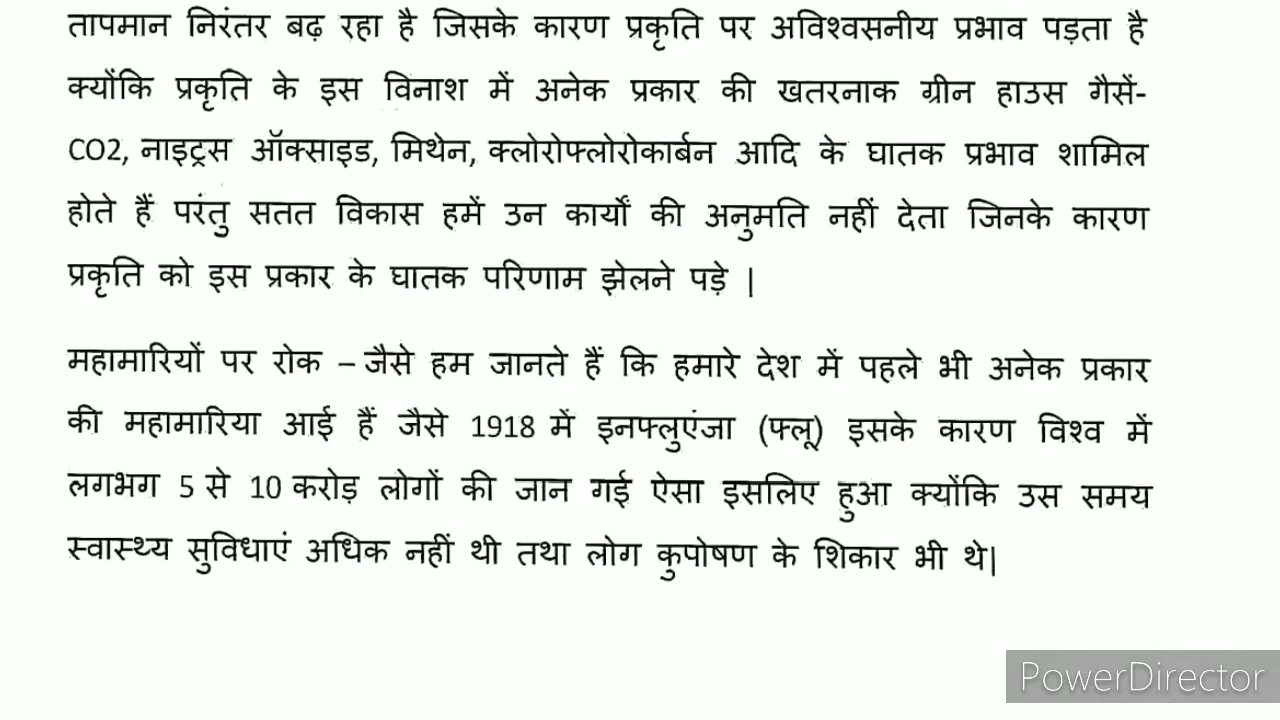 तापमान निरंतर बढ़ रहा है जिसके कारण प्रकृति पर अविश्वसनीय प्रभाव पड़ता है
क्योंकि प्रकृति के इस विनाश में अनेक प्रकार की खतरनाक ग्रीन हाउस गैसें-
CO2, नाइट्रस ऑक्साइड, मिथेन, क्लोरोफ्लोरोकार्बन आदि के घातक प्रभाव शामिल
होते हैं परंतु सतत विकास हमें उन कार्यों की अनुमति नहीं देता जिनके कारण
प्रकृति को इस प्रकार के घातक परिणाम झेलने पड़े |
महामारियों पर रोक – जैसे हम जानते हैं कि हमारे देश में पहले भी अनेक प्रकार
की महामारिया आई हैं जैसे 1918 में इनफ्लुएंजा (फ्लू) इसके कारण विश्व में
लगभग 5 से 10 करोड़ लोगों की जान गई ऐसा इसलिए हुआ क्योंकि उस समय
स्वास्थ्य सुविधाएं अधिक नहीं थी तथा लोग कुपोषण के शिकार भी थे|
PowerDirector